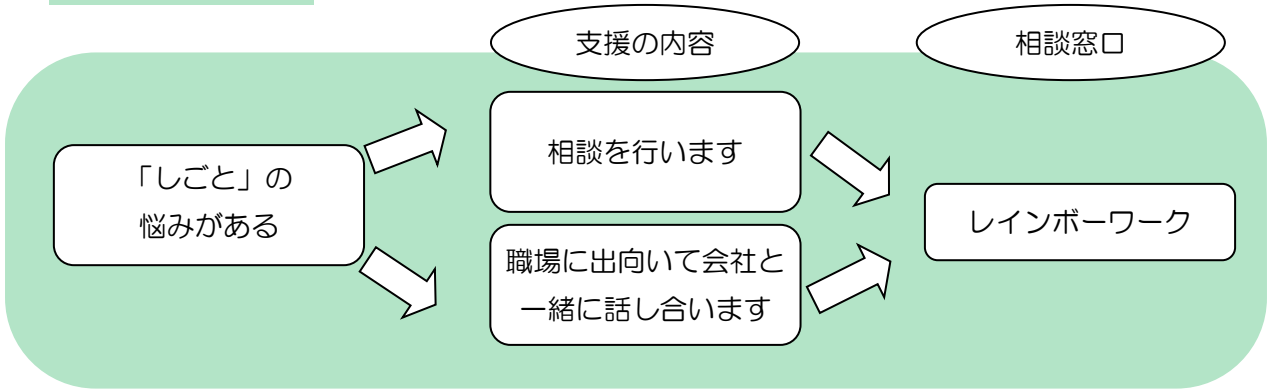 支援の内容
相談窓口
「しごと」の
悩みがある
相談を行います
職場に出向いて会社と
一緒に話し合います
レインボーワーク